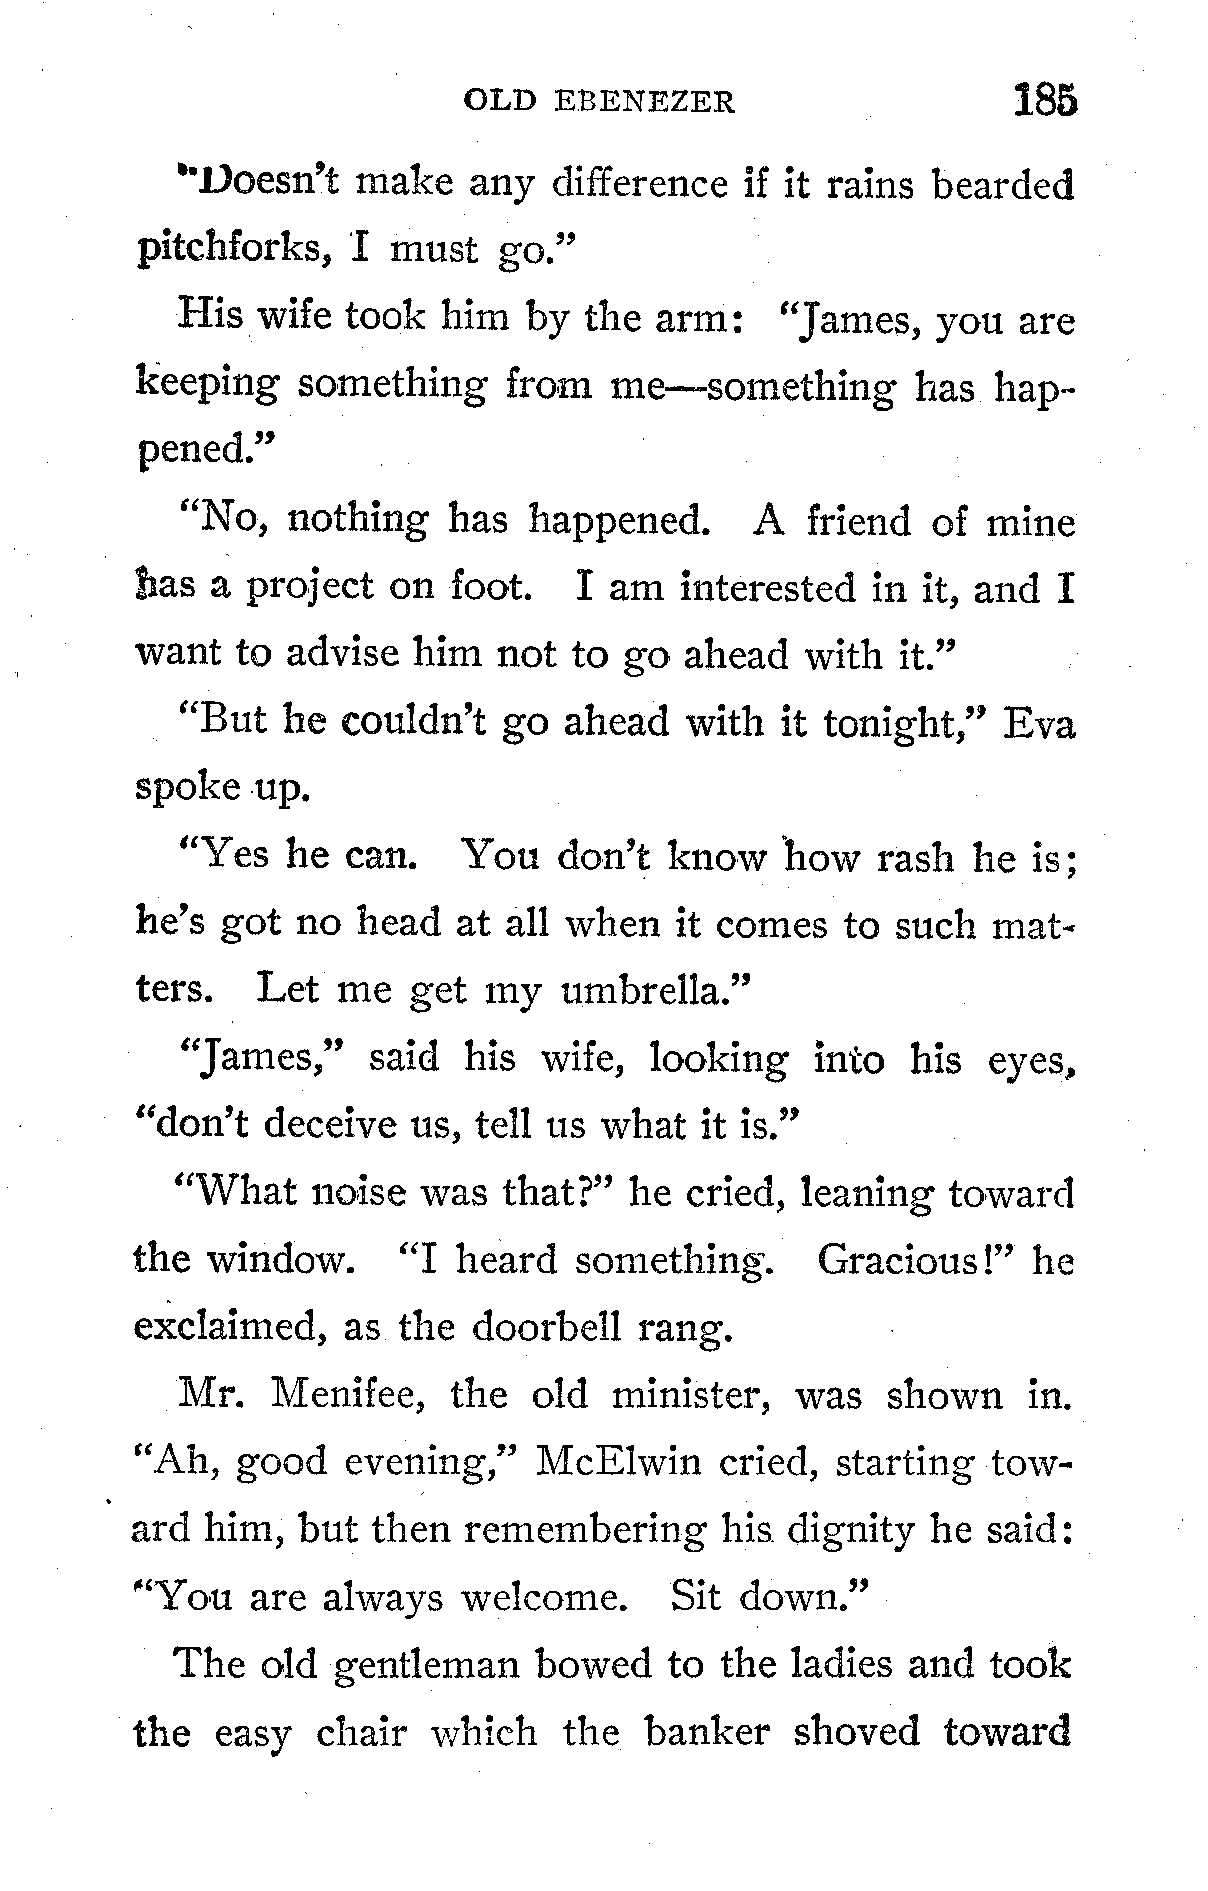 OLD EBENEZER 185
"Doesn't make any difference if it rains bearded
pitchforks, I must go."
His wife took him by the arm: "James, you are
keeping something from me—something has hap-
pened."
"No, nothing has happened. A friend of mine
has a project on foot. I am interested in it, and I
want to advise him not to go ahead with it."
"But he couldn't go ahead with it tonight," Eva
spoke up.
"Yes he can. You don't know how rash he is;
he's got no head at all when it comes to such mat-
ters. Let me get my umbrella."
"James," said his wife, looking into his eyes,
"don't deceive us, tell us what it is."
"What noise was that?" he cried, leaning toward
the window. "I heard something. Gracious!" he
exclaimed, as the doorbell rang.
Mr. Menifee, the old minister, was shown in.
"Ah, good evening," McElwin cried, starting tow-
ard him, but then remembering his dignity he said:
"You are always welcome. Sit down."
The old gentleman bowed to the ladies and took
the easy chair which the banker shoved toward